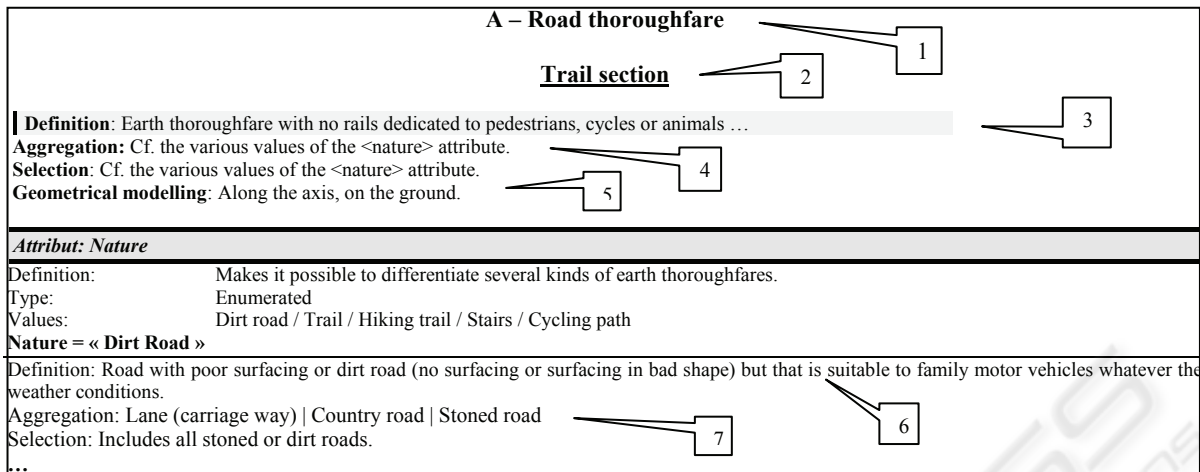 A – Road thoroughfare
1
Trail section
2
Definition: Earth thoroughfare with no rails dedicated to pedestrians, cycles or animals …
3
Aggregation: Cf. the various values of the <nature> attribute.
4
Selection: Cf. the various values of the <nature> attribute.
Geometrical modelling: Along the axis, on the ground.
5
Attribut: Nature
Definition: Makes it possible to differentiate several kinds of earth thoroughfares.
Type: Enumerated
Values: Dirt road / Trail / Hiking trail / Stairs / Cycling path
Nature = « Dirt Road »
Definition: Road with poor surfacing or dirt road (no surfacing or surfacing in bad shape) but that is suitable to family motor vehicles whatever the
weather conditions.
6
Aggregation: Lane (carriage way) | Country road | Stoned road
7
Selection: Includes all stoned or dirt roads.
…